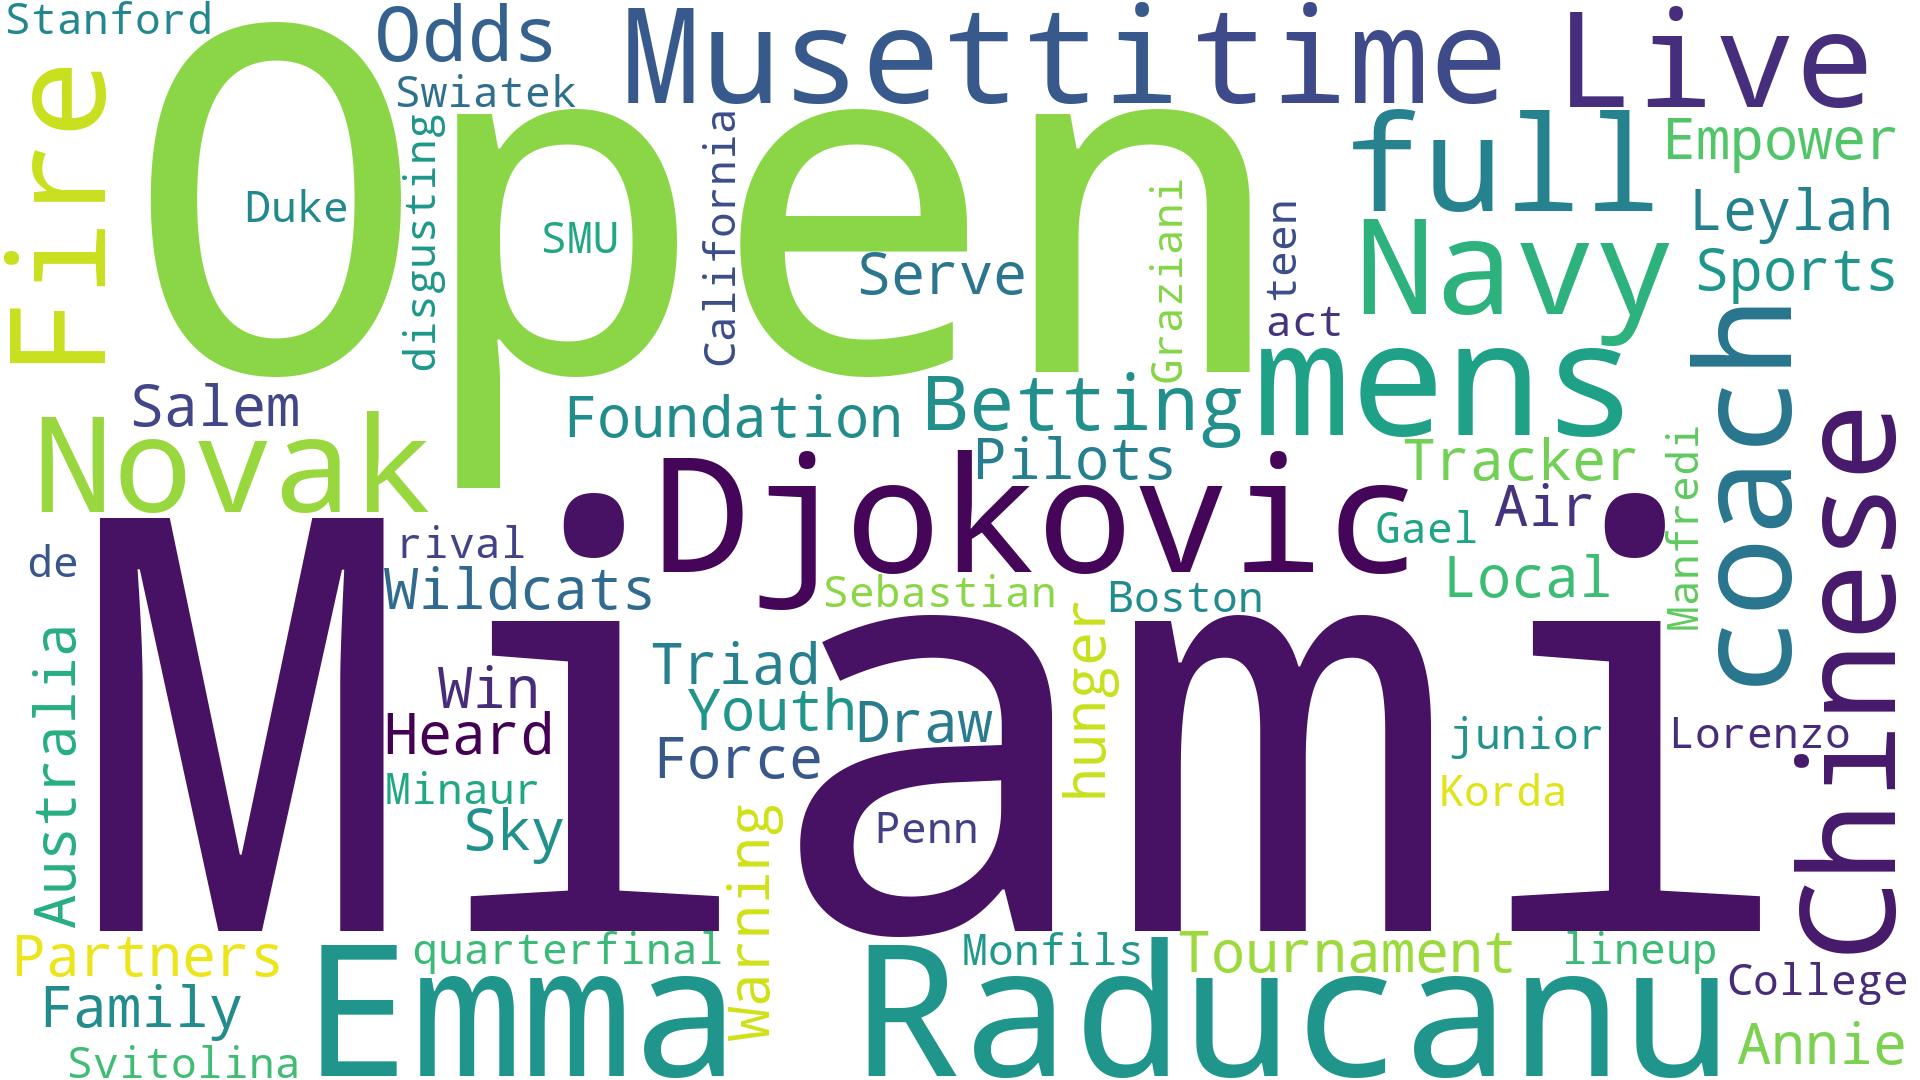 Stanford
Odds
Musetti
time
Live
Swiatek
Open
Fire
full
Empower
disgusting
California
Duke
SMU
Serve
Graziani
teen
act
Navy
Leylah
Sports
mens
coach
Salem
Novak
Foundation
Betting
Pilots
Tracker
Djokovic
Gael
Air
Manfredi
Chinese
de
rival
Wildcats
Sebastian
Boston
Local
Miami
Australia
Win
Heard
Triad
Youth
Draw
Force
hunger
junior
Lorenzo
Minaur
Sky
Korda
Warning
Penn
Partners
quarterfinal
Monfils
Tournament
lineup
College
Family
Emma
Raducanu
Annie
Svitolina